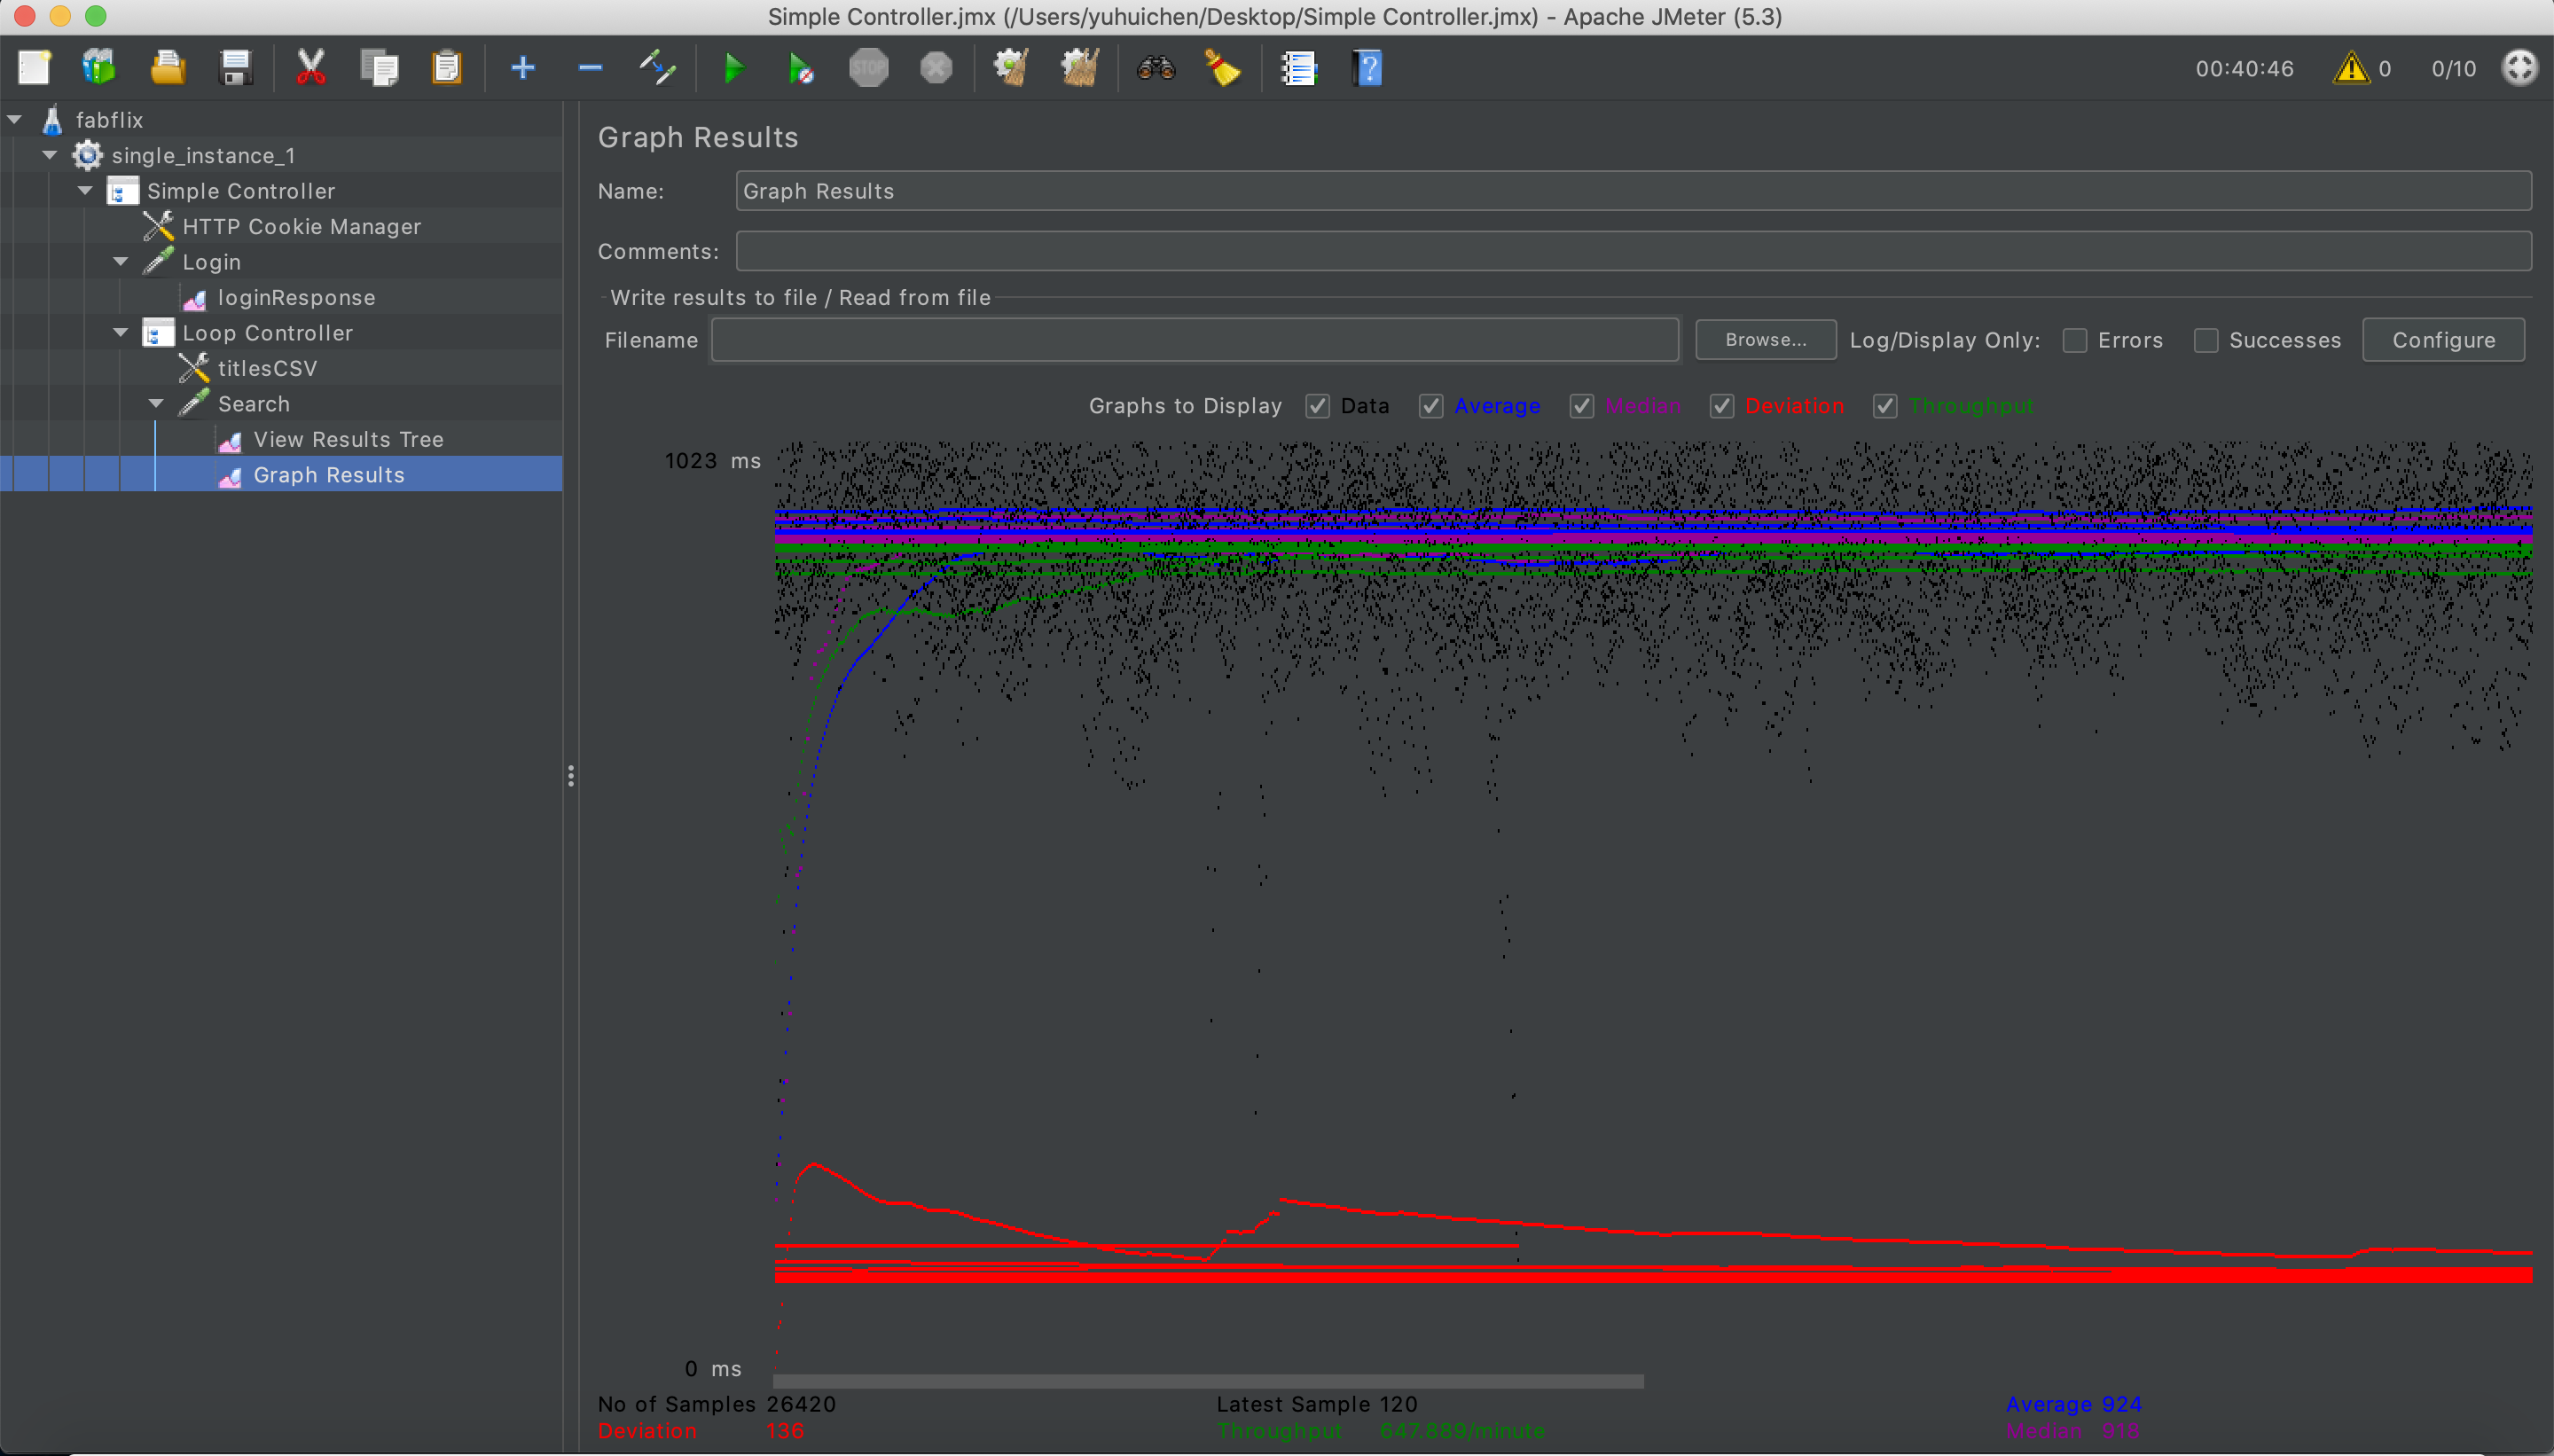 Simple Controller.jmx (/Users/yuhuichen/Desktop/Simple Controller.jmx) - Apache JMeter (5.3)
STOP
?
00:40:46
0
0/10
fabflix
single_instance_1
Simple Controller
HTTP Cookie Manager
Login
loginResponse
Loop Controller
titlesCSV
Search
View Results Tree
Graph Results
Graph Results
Name: Graph Results
Comments:
Write results to file / Read from file
Filename Browse... Log/Display Only: Errors Successes Configure
Graphs to Display Data Average Median Deviation Throughput
1023 ms
0 ms
No of Samples 26420 Latest Sample 120 Average 924
Deviation 136 Throughput 647.889/minute Median 918